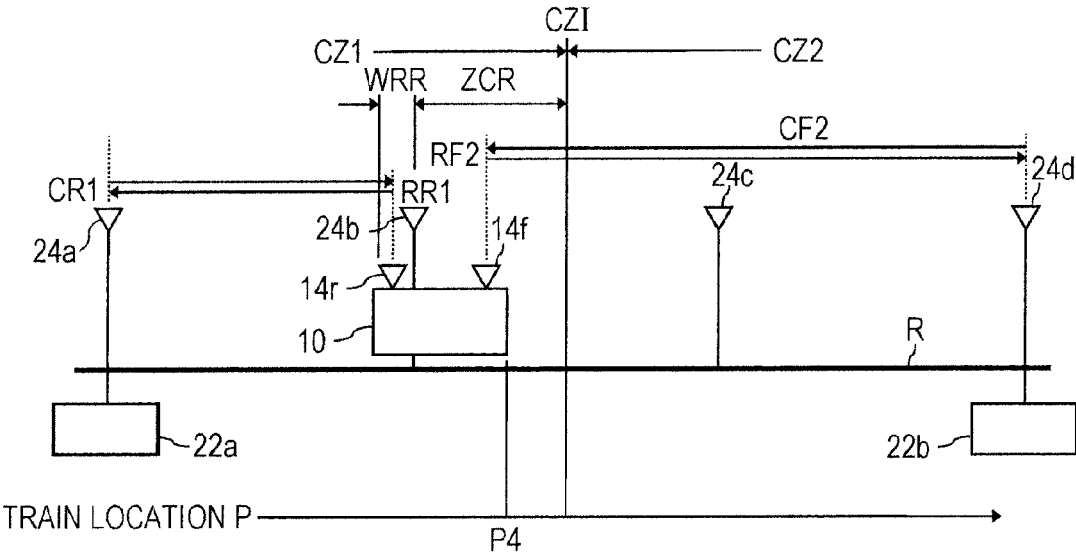 CZI
CZ1
CZ2
WRR
ZCR
CF2
RF2
CR1
RR1
24c
24d
24a
24b
14f
14r
10
R
22a
22b
TRAIN LOCATION P
P4